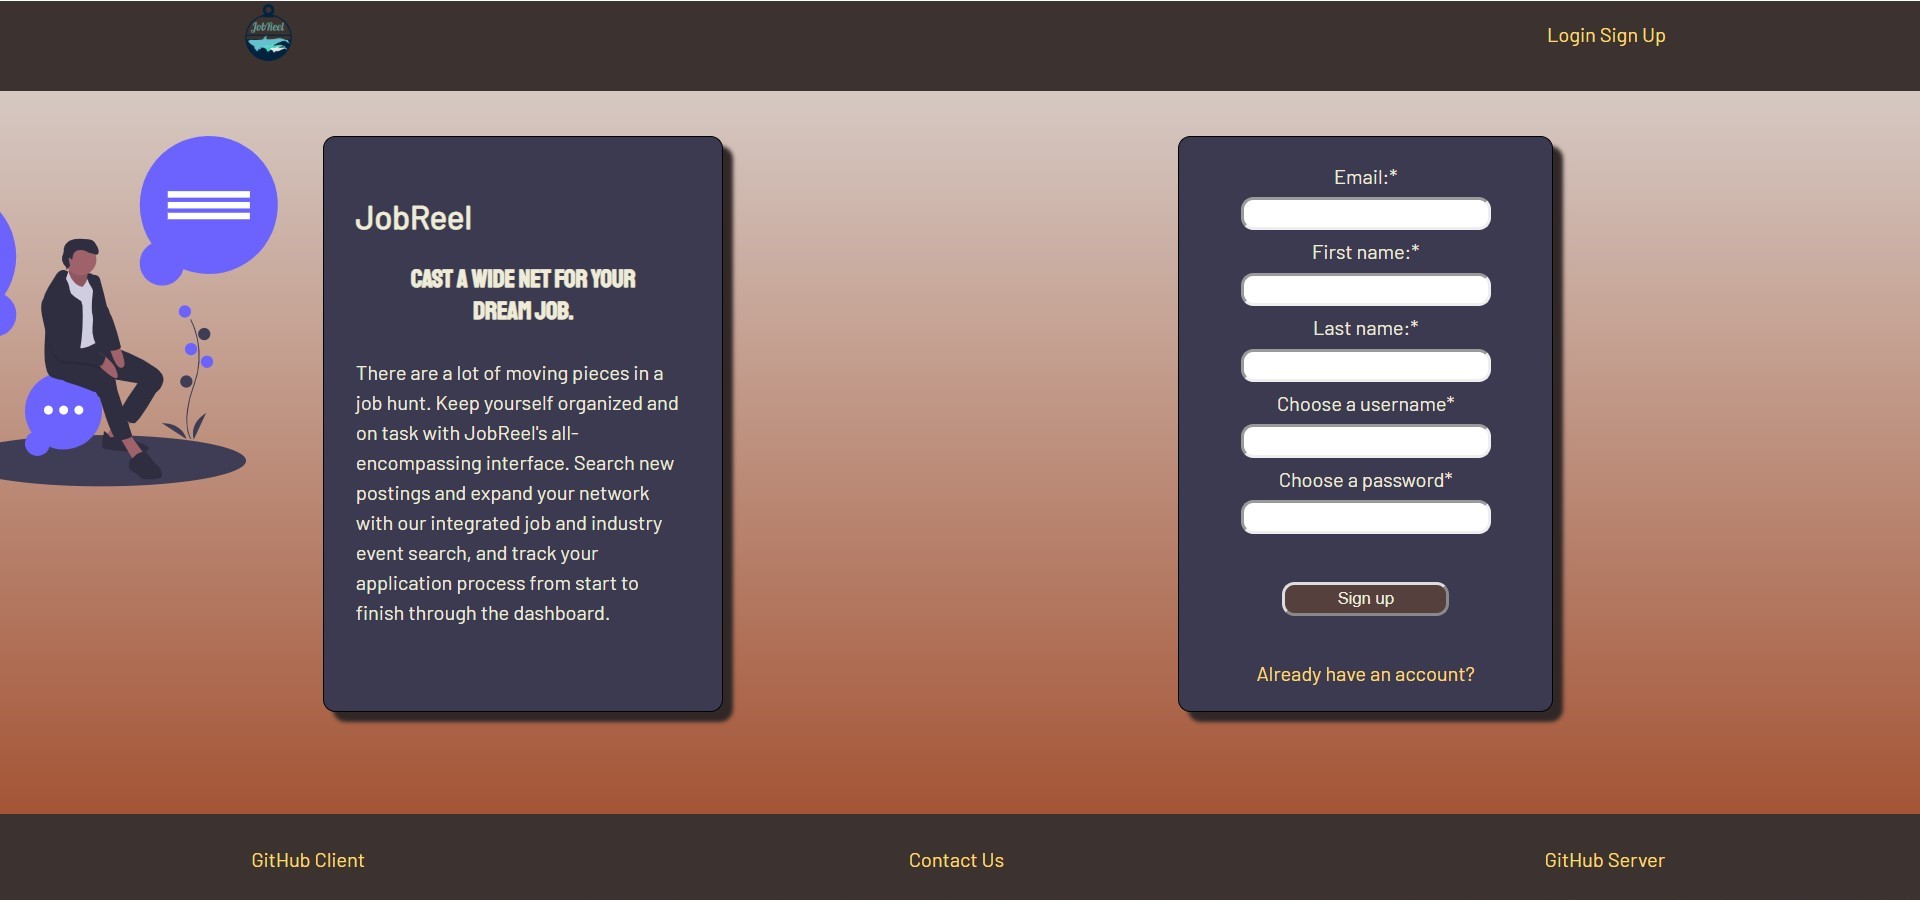 JobReel
Login Sign Up
JobReel
CAST A WIDE NET FOR YOUR
DREAM JOB.
There are a lot of moving pieces in a
job hunt. Keep yourself organized and
on task with JobReel's all-
encompassing interface. Search new
postings and expand your network
with our integrated job and industry
event search, and track your
application process from start to
finish through the dashboard.
Email:*
First name:*
Last name:*
Choose a username*
Choose a password*
Sign up
Already have an account?
GitHub Client
Contact Us
GitHub Server